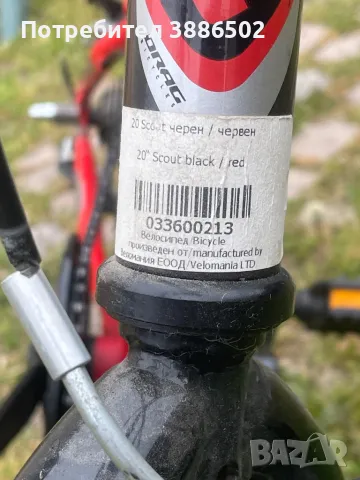 Потребител 3886502
DRAG
BICYCLES
20 Scout черен / червен
20" Scout black / red
033600213
Велосипед/Bicycle
произведен от/manufactured by
Веломания ЕООД/Velomania LTD
BAZAR